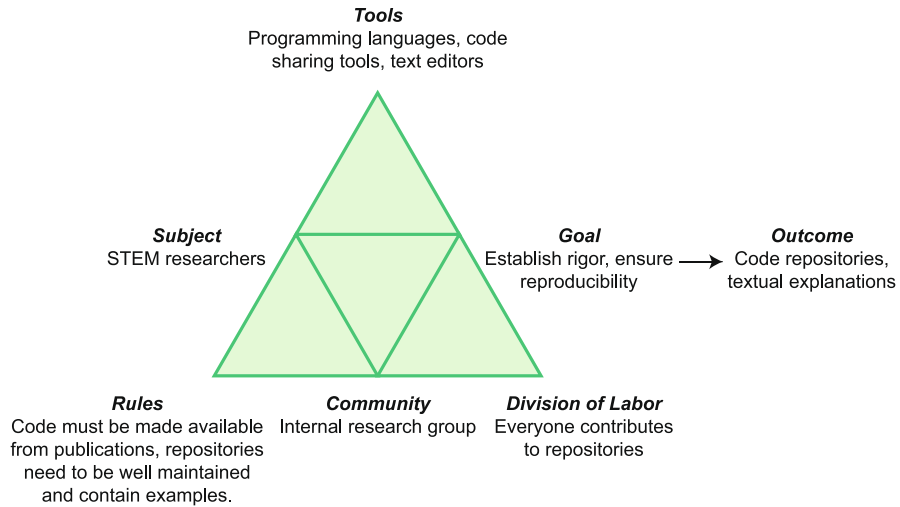 Tools
Programming languages, code
sharing tools, text editors
Subject
STEM researchers
Goal
Establish rigor, ensure
reproducibility
Outcome
Code repositories,
textual explanations
Rules
Code must be made available
from publications, repositories
need to be well maintained
and contain examples.
Community
Internal research group
Division of Labor
Everyone contributes
to repositories